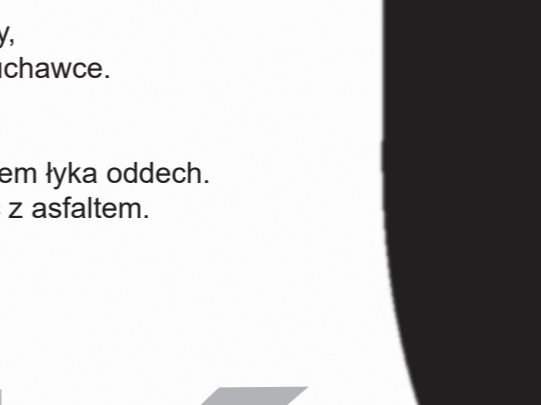 y,
uchawce.
em łyka oddech.
z asfaltem.